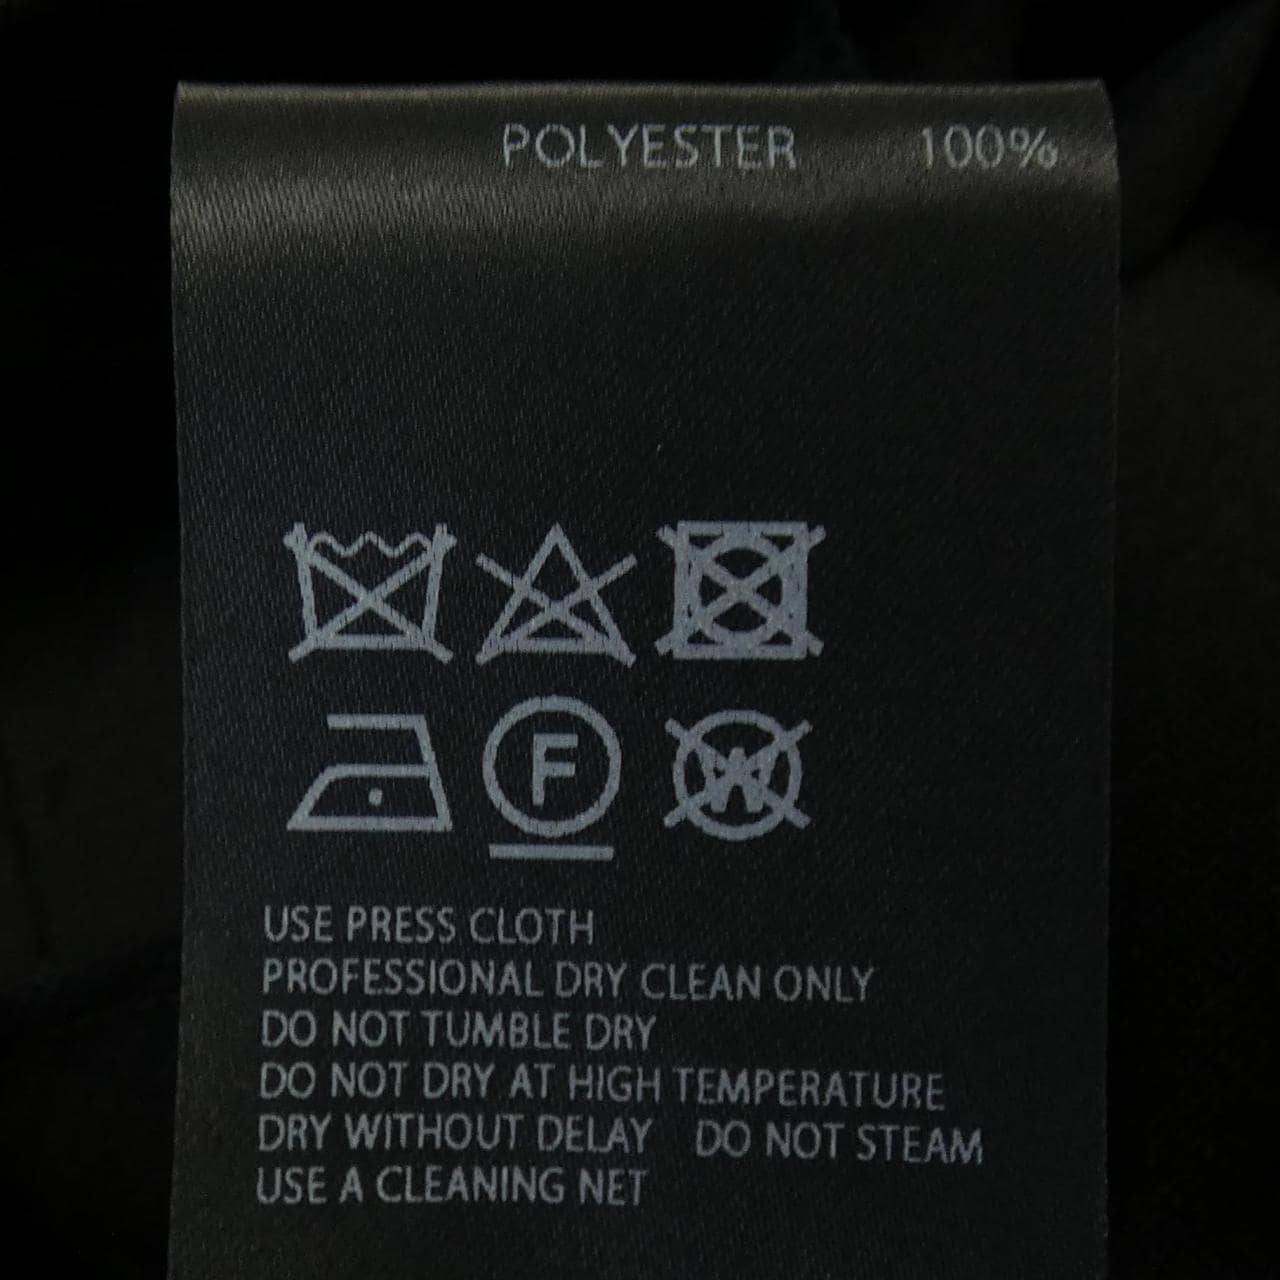 POLYESTER 100%
F
W
USE PRESS CLOTH
PROFESSIONAL DRY CLEAN ONLY
DO NOT TUMBLE DRY
DO NOT DRY AT HIGH TEMPERATURE
DRY WITHOUT DELAY DO NOT STEAM
USE A CLEANING NET